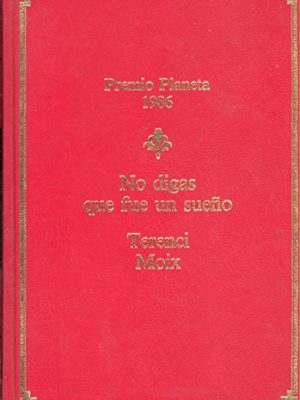 Premio Planeta
1986
No digas
que fue un sueño
Terenci
Moix